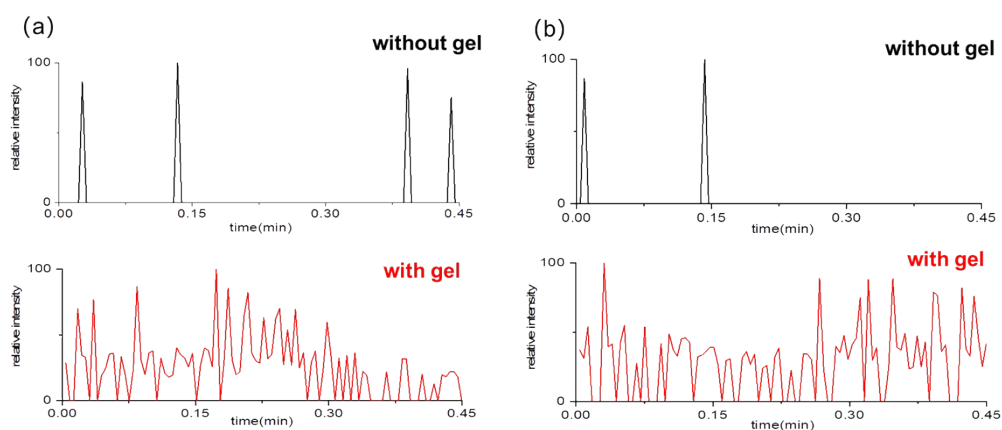 (a)
without gel
relative intensity
100
0
0.00 0.15 0.30 0.45
time(min)
with gel
relative intensity
100
50
0
0.00 0.15 0.30 0.45
time(min)
(b)
without gel
relative intensity
100
50
0
0.00 0.15 0.30 0.45
time(min)
with gel
relative intensity
100
50
0
0.00 0.15 0.30 0.45
time(min)